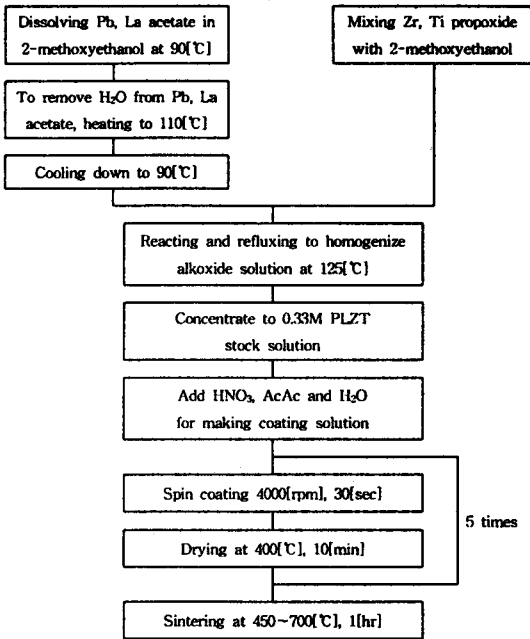 Dissolving Pb, La acetate in
2-methoxyethanol at 90[℃]
Mixing Zr, Ti propoxide
with 2-methoxyethanol
To remove H₂O from Pb, La
acetate, heating to 110[℃]
Cooling down to 90[℃]
Reacting and refluxing to homogenize
alkoxide solution at 125[℃]
Concentrate to 0.33M PLZT
stock solution
Add HNO₃, AcAc and H₂O
for making coating solution
Spin coating 4000[rpm], 30[sec]
5 times
Drying at 400[℃], 10[min]
Sintering at 450~700[℃], 1[hr]